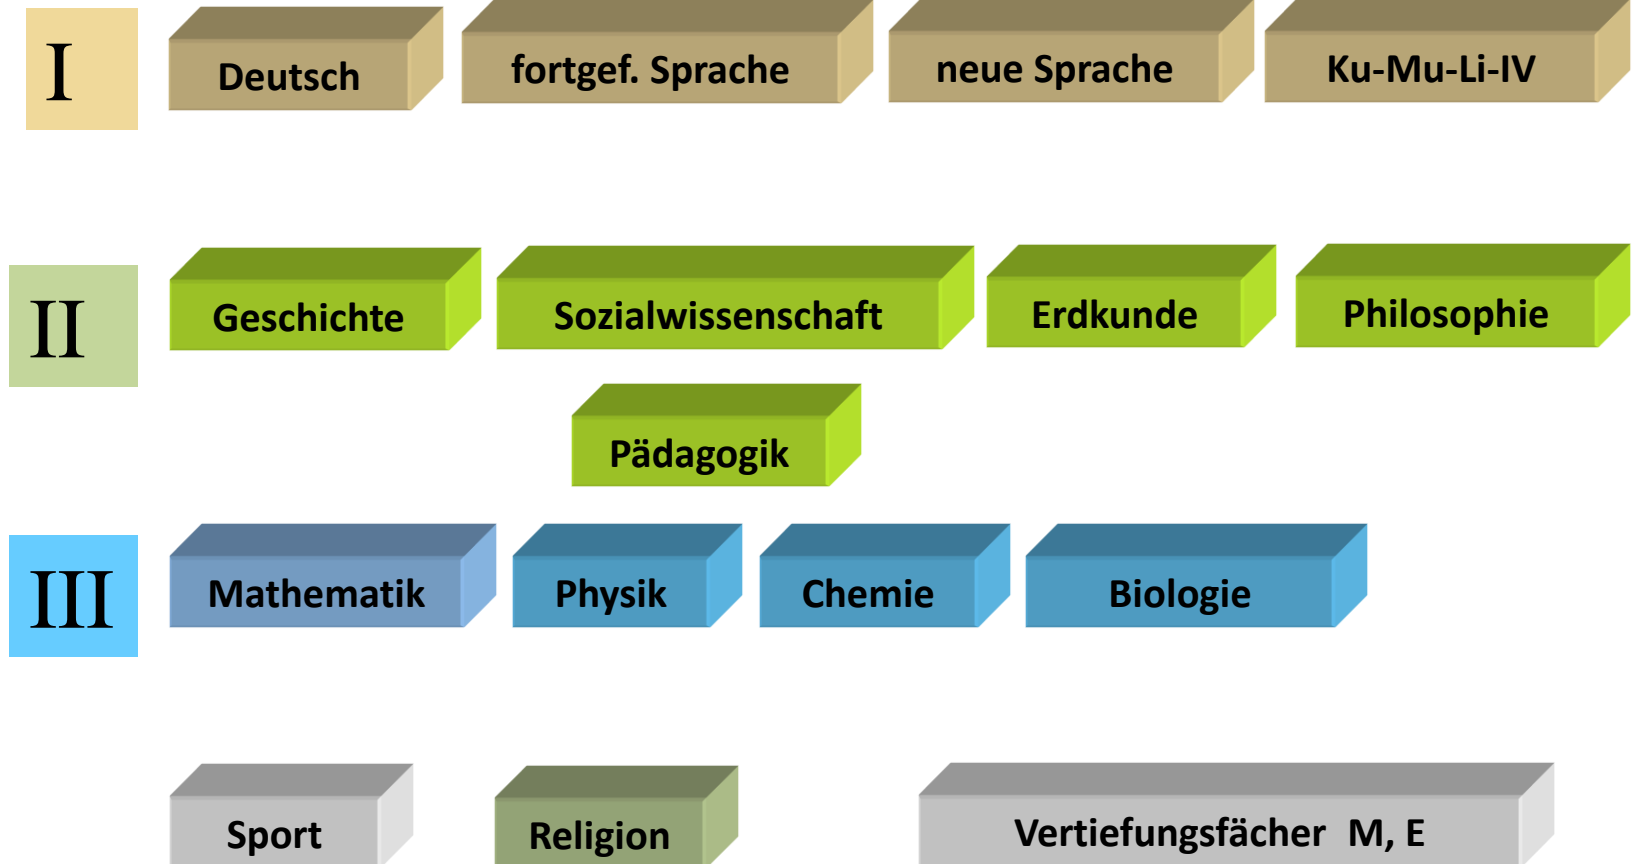 I
Deutsch
fortgef. Sprache
neue Sprache
Ku-Mu-Li-IV
II
Geschichte
Sozialwissenschaft
Erdkunde
Philosophie
Pädagogik
III
Mathematik
Physik
Chemie
Biologie
Sport
Religion
Vertiefungsfächer M, E